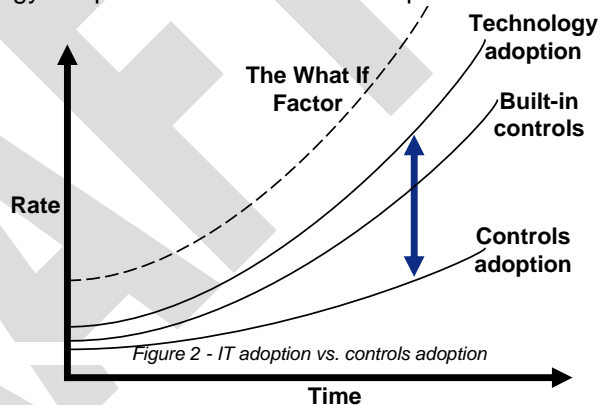 Technology
adoption
The What If
Factor
Built-in
controls
Rate
Controls
adoption
Figure 2 - IT adoption vs. controls adoption
Time